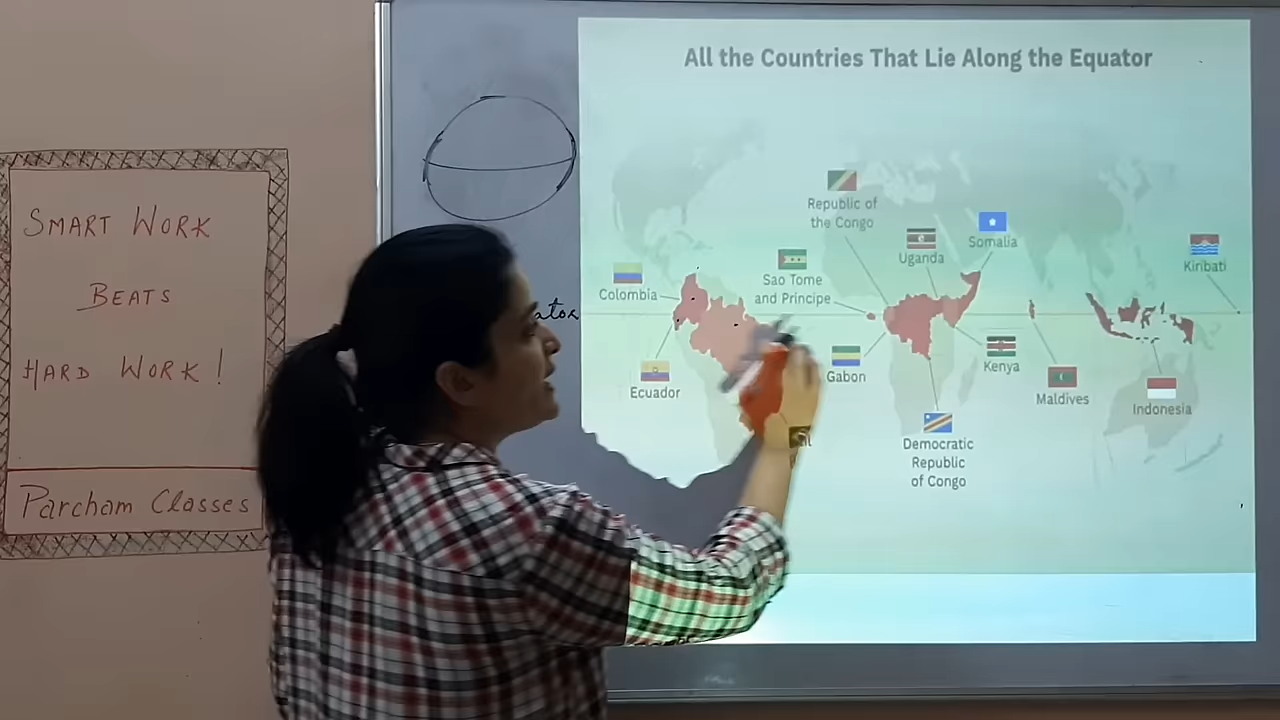 SMART WORK
BEATS
HARD WORK!
Parcham Classes
All the Countries That Lie Along the Equator
Republic of
the Congo
Somalia
Uganda
Kiribati
Sao Tome
and Principe
Colombia
Ecuador
Gabon
Kenya
Maldives
Indonesia
Democratic
Republic
of Congo